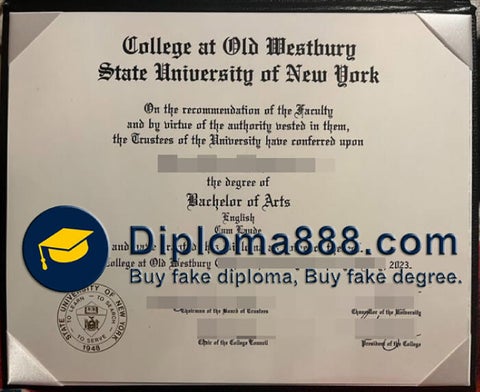 College at Old Westbury
State University of New York
On the recommendation of the Faculty
and by virtue of the authority vested in them,
the Trustees of the University have conferred upon
the degree of
Bachelor of Arts
English
Cum Laude
Diploma888.com
College at Old Westbury
2023.
Buy fake diploma, Buy fake degree.
STATE UNIVERSITY OF NEW YORK
TO LEARN — TO SEARCH
TO SERVE
1948
Chairman of the Board of Trustees
Chancellor of the University
Chair of the College Council
President of the College